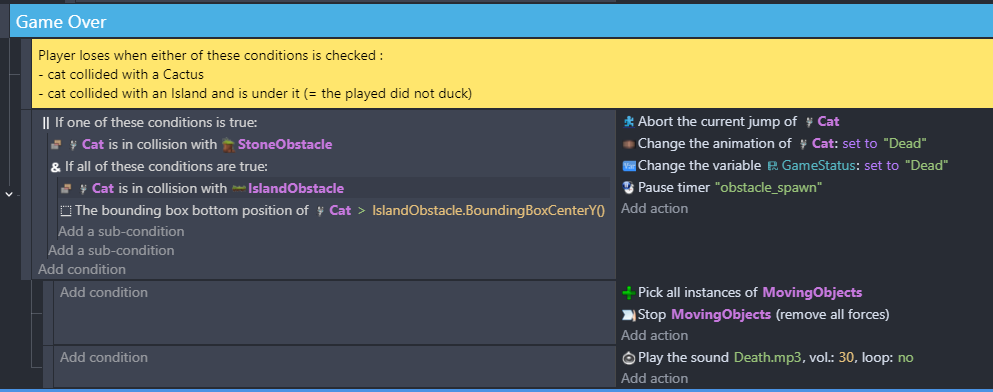 Game Over
Player loses when either of these conditions is checked :
- cat collided with a Cactus
- cat collided with an Island and is under it (= the played did not duck)
If one of these conditions is true:
Cat is in collision with StoneObstacle
& If all of these conditions are true:
Cat is in collision with IslandObstacle
The bounding box bottom position of Cat > IslandObstacle.BoundingBoxCenterY()
Add a sub-condition
Add a sub-condition
Add condition
Abort the current jump of Cat
Change the animation of Cat: set to "Dead"
Change the variable GameStatus: set to "Dead"
Pause timer "obstacle_spawn"
Add action
Add condition
Pick all instances of MovingObjects
Stop MovingObjects (remove all forces)
Add action
Add condition
Play the sound Death.mp3, vol.: 30, loop: no
Add action